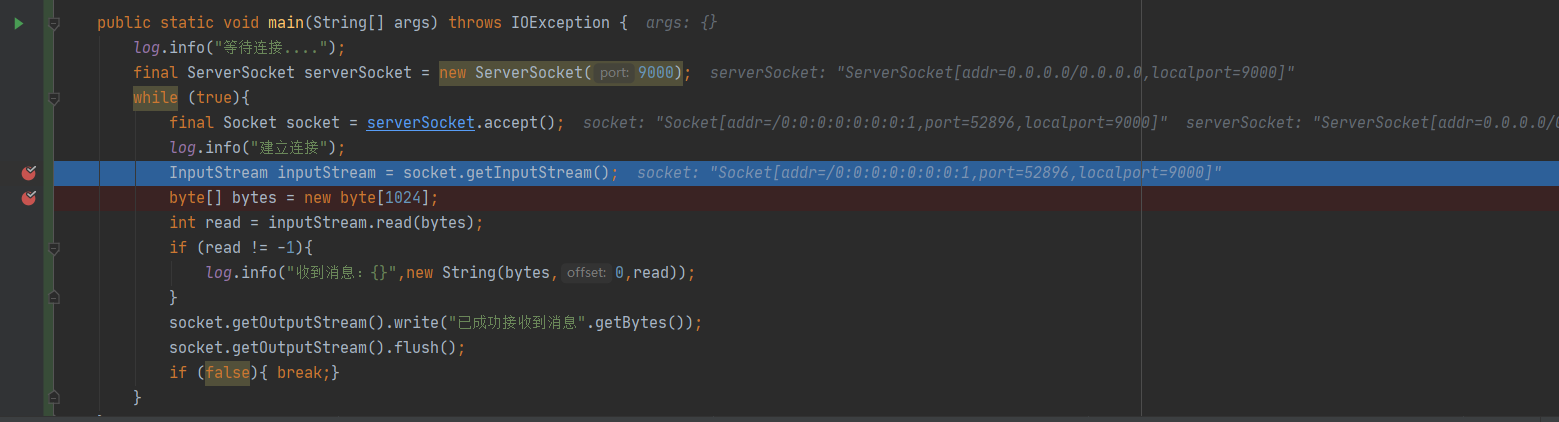 public static void main(String[] args) throws IOException {  args: {}
log.info("等待连接....");
final ServerSocket serverSocket = new ServerSocket( port: 9000);  serverSocket: "ServerSocket[addr=0.0.0.0/0.0.0.0,localport=9000]"
while (true){
final Socket socket = serverSocket.accept();  socket: "Socket[addr=/0:0:0:0:0:0:0:1,port=52896,localport=9000]"  serverSocket: "ServerSocket[addr=0.0.0.0/0
log.info("建立连接");
InputStream inputStream = socket.getInputStream();  socket: "Socket[addr=/0:0:0:0:0:0:0:1,port=52896,localport=9000]"
byte[] bytes = new byte[1024];
int read = inputStream.read(bytes);
if (read != -1){
log.info("收到消息：{}",new String(bytes, offset: 0,read));
}
socket.getOutputStream().write("已成功接收到消息".getBytes());
socket.getOutputStream().flush();
if (false){ break;}
}